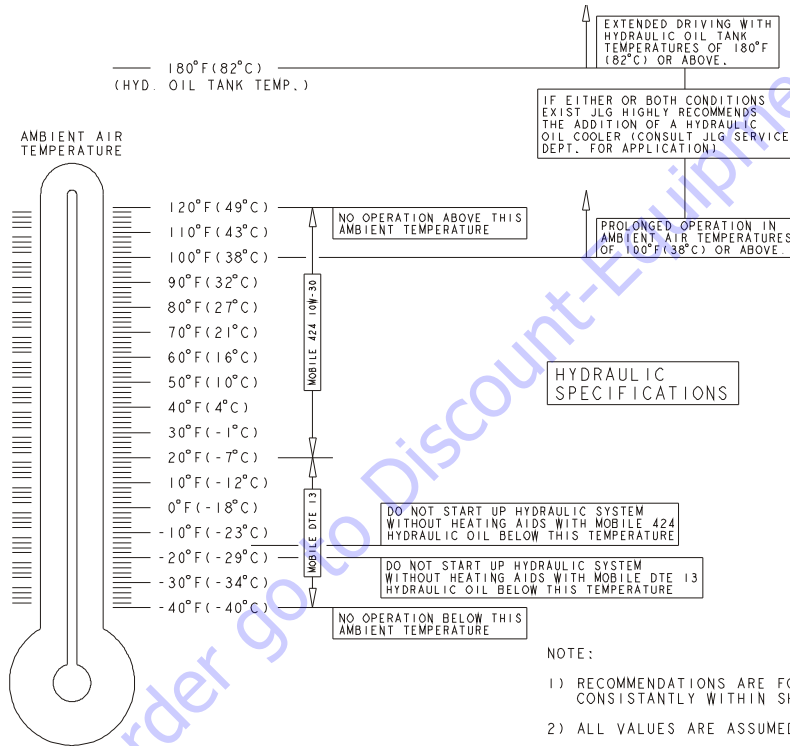 EXTENDED DRIVING WITH
HYDRAULIC OIL TANK
TEMPERATURES OF 180°F
(82°C) OR ABOVE.
180°F(82°C)
(HYD. OIL TANK TEMP.)
IF EITHER OR BOTH CONDITIONS
EXIST JLG HIGHLY RECOMMENDS
THE ADDITION OF A HYDRAULIC
OIL COOLER (CONSULT JLG SERVICE
DEPT. FOR APPLICATION)
AMBIENT AIR
TEMPERATURE
120°F(49°C)
NO OPERATION ABOVE THIS
AMBIENT TEMPERATURE
110°F(43°C)
PROLONGED OPERATION IN
AMBIENT AIR TEMPERATURES
OF 100°F(38°C) OR ABOVE.
100°F(38°C)
90°F(32°C)
80°F(27°C)
70°F(21°C)
60°F(16°C)
50°F(10°C)
40°F(4°C)
30°F(-1°C)
20°F(-7°C)
10°F(-12°C)
0°F(-18°C)
-10°F(-23°C)
-20°F(-29°C)
-30°F(-34°C)
-40°F(-40°C)
MOBILE 424 10W-30
MOBILE DTE 13
HYDRAULIC
SPECIFICATIONS
DO NOT START UP HYDRAULIC SYSTEM
WITHOUT HEATING AIDS WITH MOBILE 424
HYDRAULIC OIL BELOW THIS TEMPERATURE
DO NOT START UP HYDRAULIC SYSTEM
WITHOUT HEATING AIDS WITH MOBILE DTE 13
HYDRAULIC OIL BELOW THIS TEMPERATURE
NO OPERATION BELOW THIS
AMBIENT TEMPERATURE
NOTE:
1) RECOMMENDATIONS ARE
CONSISTANTLY WITHIN
2) ALL VALUES ARE ASSUMED
order go to Discount-Equipme